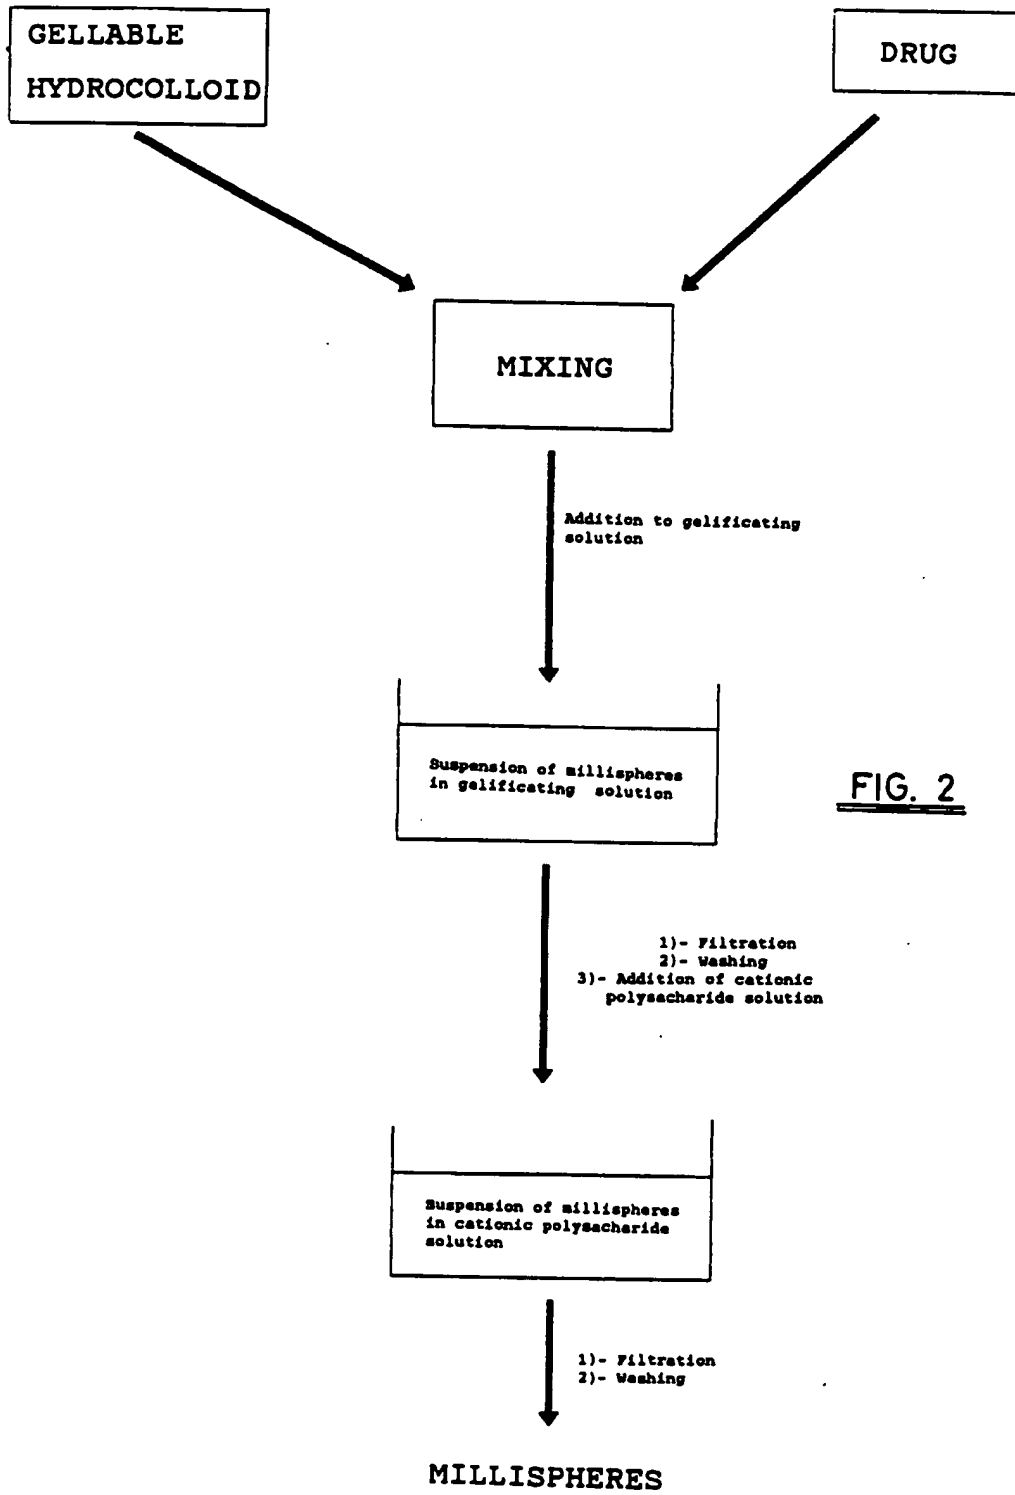 GELLABLE
HYDROCOLLOID
DRUG
MIXING
Addition to gelificating
solution
Suspension of millispheres
in gelificating solution
FIG. 2
1)- Filtration
2)- Washing
3)- Addition of cationic
polysacharide solution
Suspension of millispheres
in cationic polysacharide
solution
1)- Filtration
2)- Washing
MILLISPHERES